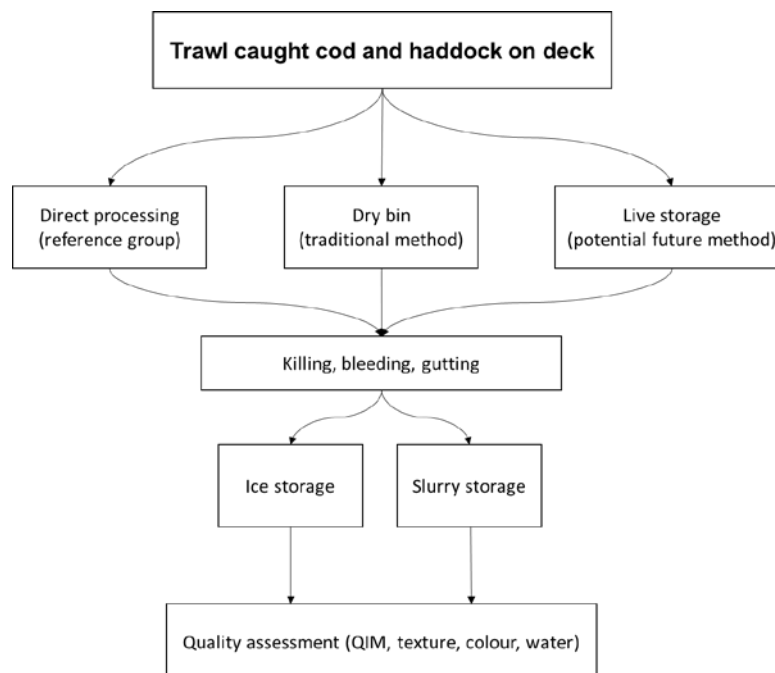 Trawl caught cod and haddock on deck
Direct processing
(reference group)
Dry bin
(traditional method)
Live storage
(potential future method)
Killing, bleeding, gutting
Ice storage
Slurry storage
Quality assessment (QIM, texture, colour, water)